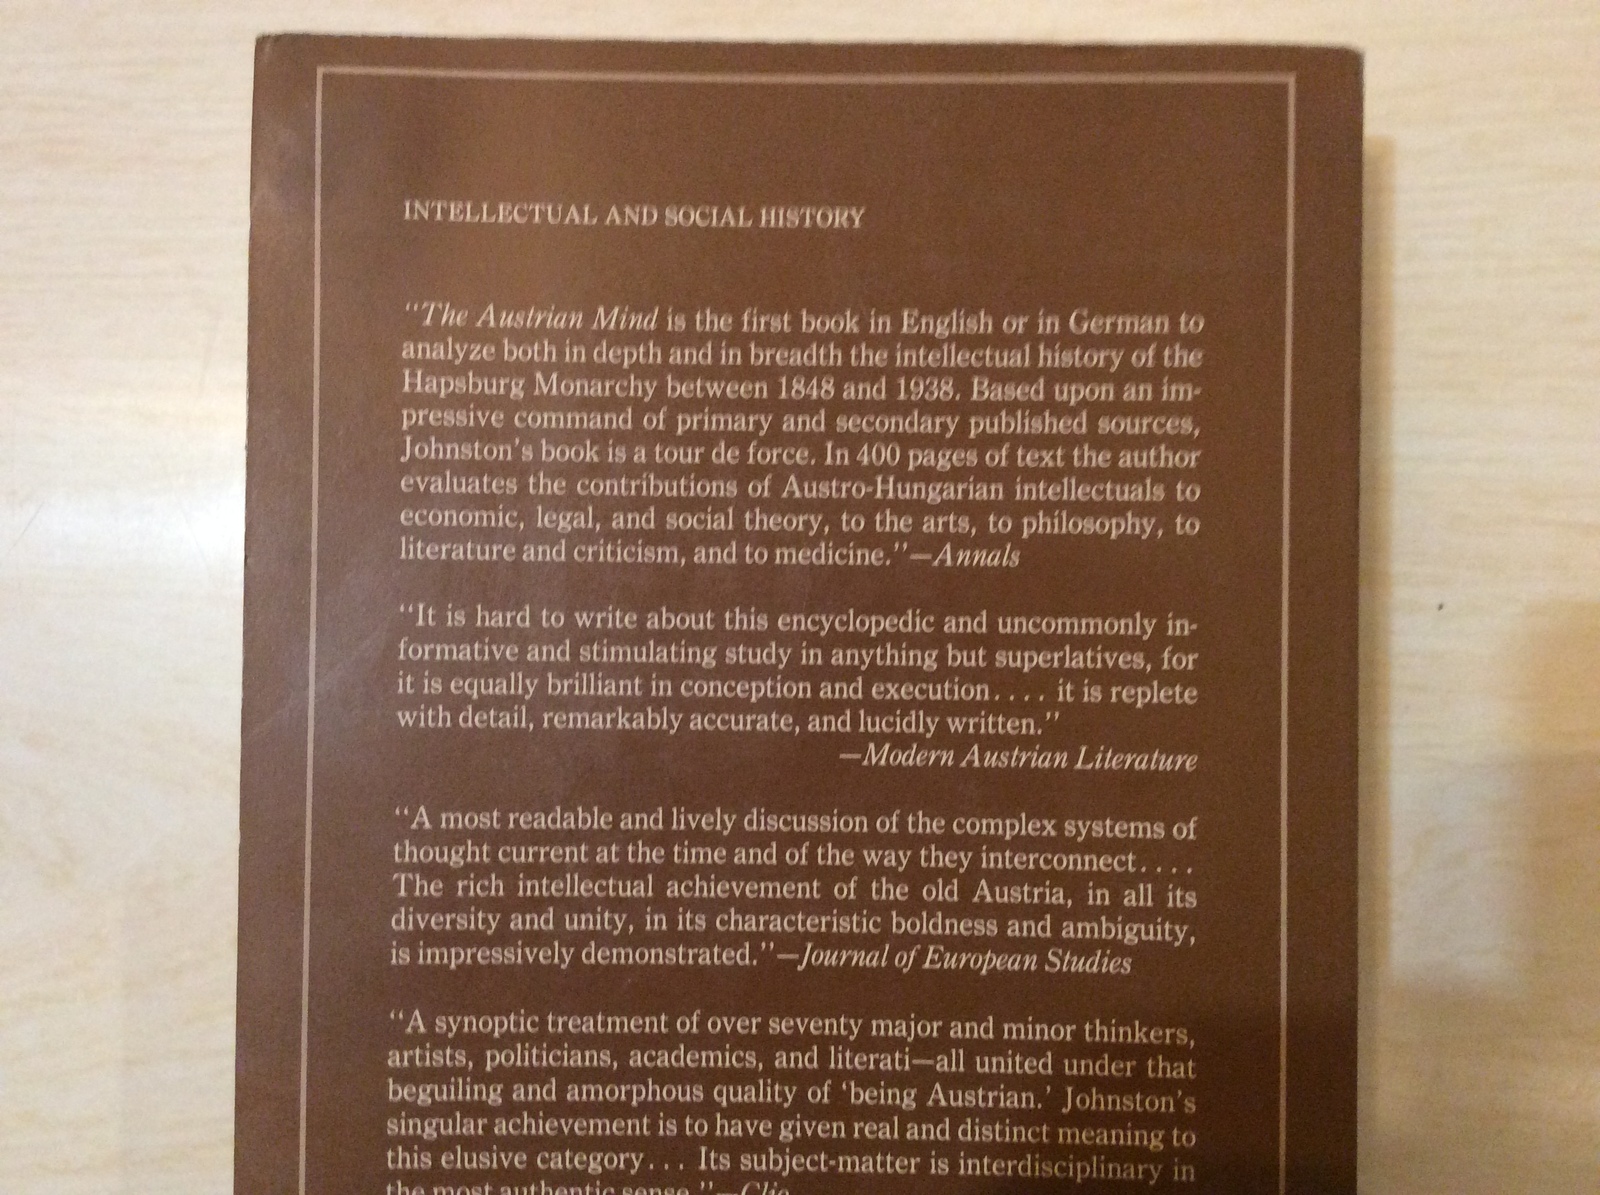 INTELLECTUAL AND SOCIAL HISTORY
“The Austrian Mind is the first book in English or in German to
analyze both in depth and in breadth the intellectual history of the
Hapsburg Monarchy between 1848 and 1938. Based upon an im-
pressive command of primary and secondary published sources,
Johnston's book is a tour de force. In 400 pages of text the author
evaluates the contributions of Austro-Hungarian intellectuals to
economic, legal, and social theory, to the arts, to philosophy, to
literature and criticism, and to medicine.”—Annals
“It is hard to write about this encyclopedic and uncommonly in-
formative and stimulating study in anything but superlatives, for
it is equally brilliant in conception and execution.... it is replete
with detail, remarkably accurate, and lucidly written.”
—Modern Austrian Literature
“A most readable and lively discussion of the complex systems of
thought current at the time and of the way they interconnect....
The rich intellectual achievement of the old Austria, in all its
diversity and unity, in its characteristic boldness and ambiguity,
is impressively demonstrated.”—Journal of European Studies
“A synoptic treatment of over seventy major and minor thinkers,
artists, politicians, academics, and literati—all united under that
beguiling and amorphous quality of ‘being Austrian.’ Johnston's
singular achievement is to have given real and distinct meaning to
this elusive category... Its subject-matter is interdisciplinary in
the most authentic sense.”—Clio